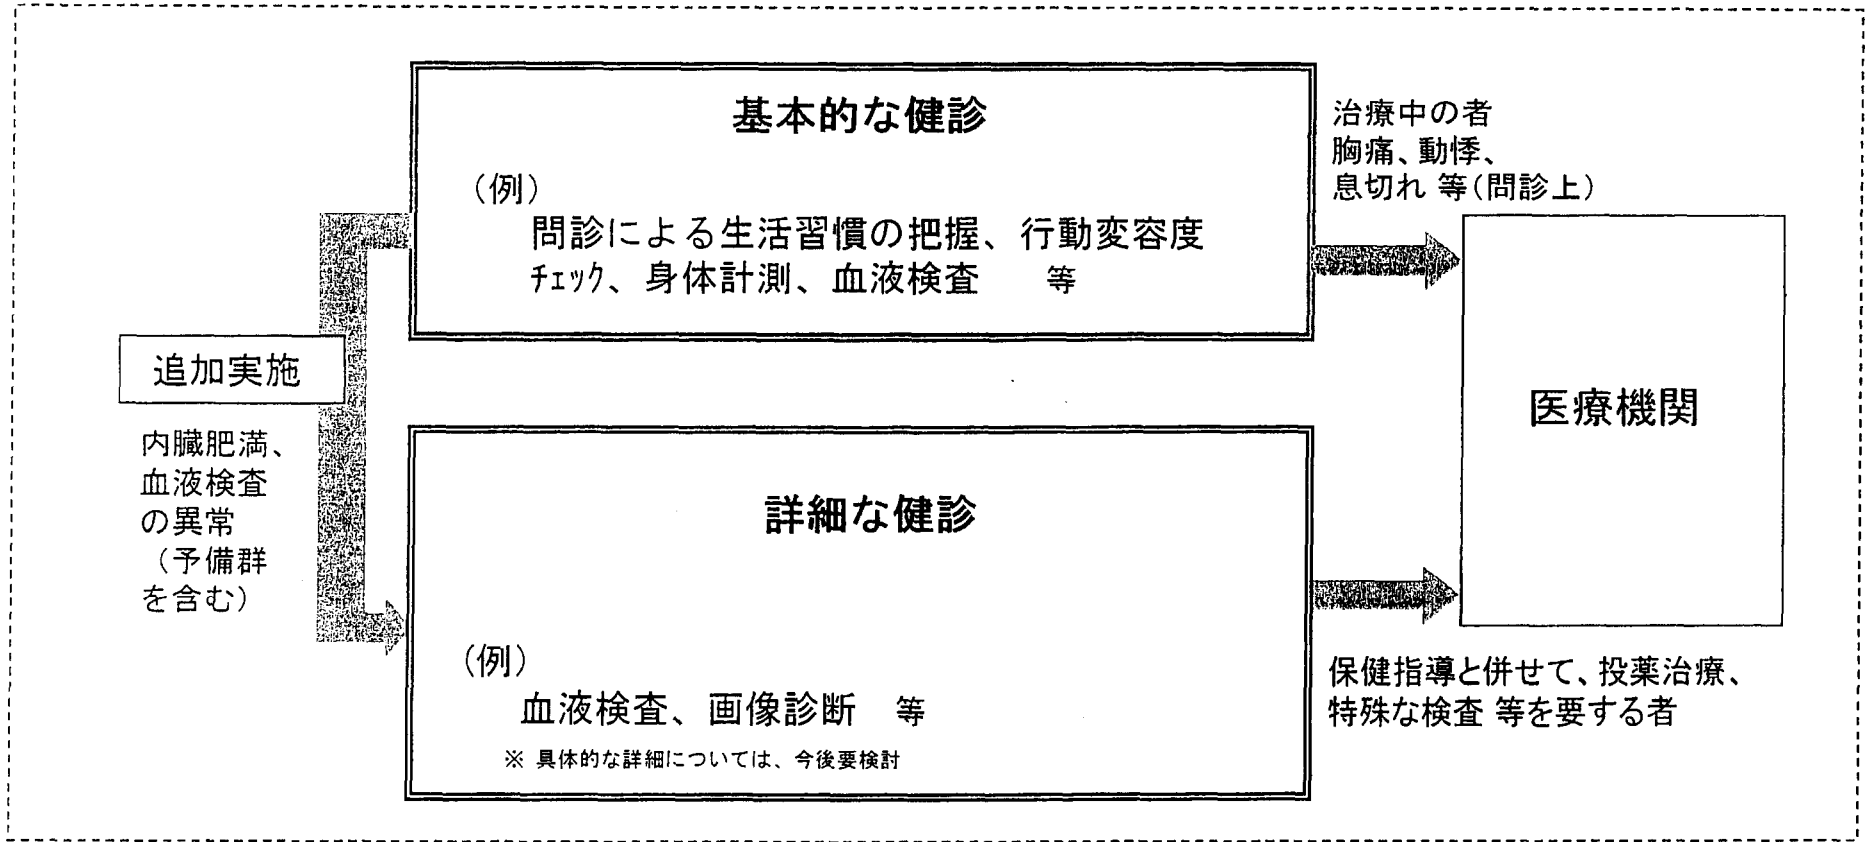 基本的な健診
（例）
問診による生活習慣の把握、行動変容度
ﾁｪｯｸ、身体計測、血液検査　等
治療中の者
胸痛、動悸、
息切れ 等（問診上）
追加実施
内臓肥満、
血液検査
の異常
（予備群
を含む）
詳細な健診
（例）
血液検査、画像診断　等
※ 具体的な詳細については、今後要検討
医療機関
保健指導と併せて、投薬治療、
特殊な検査 等を要する者